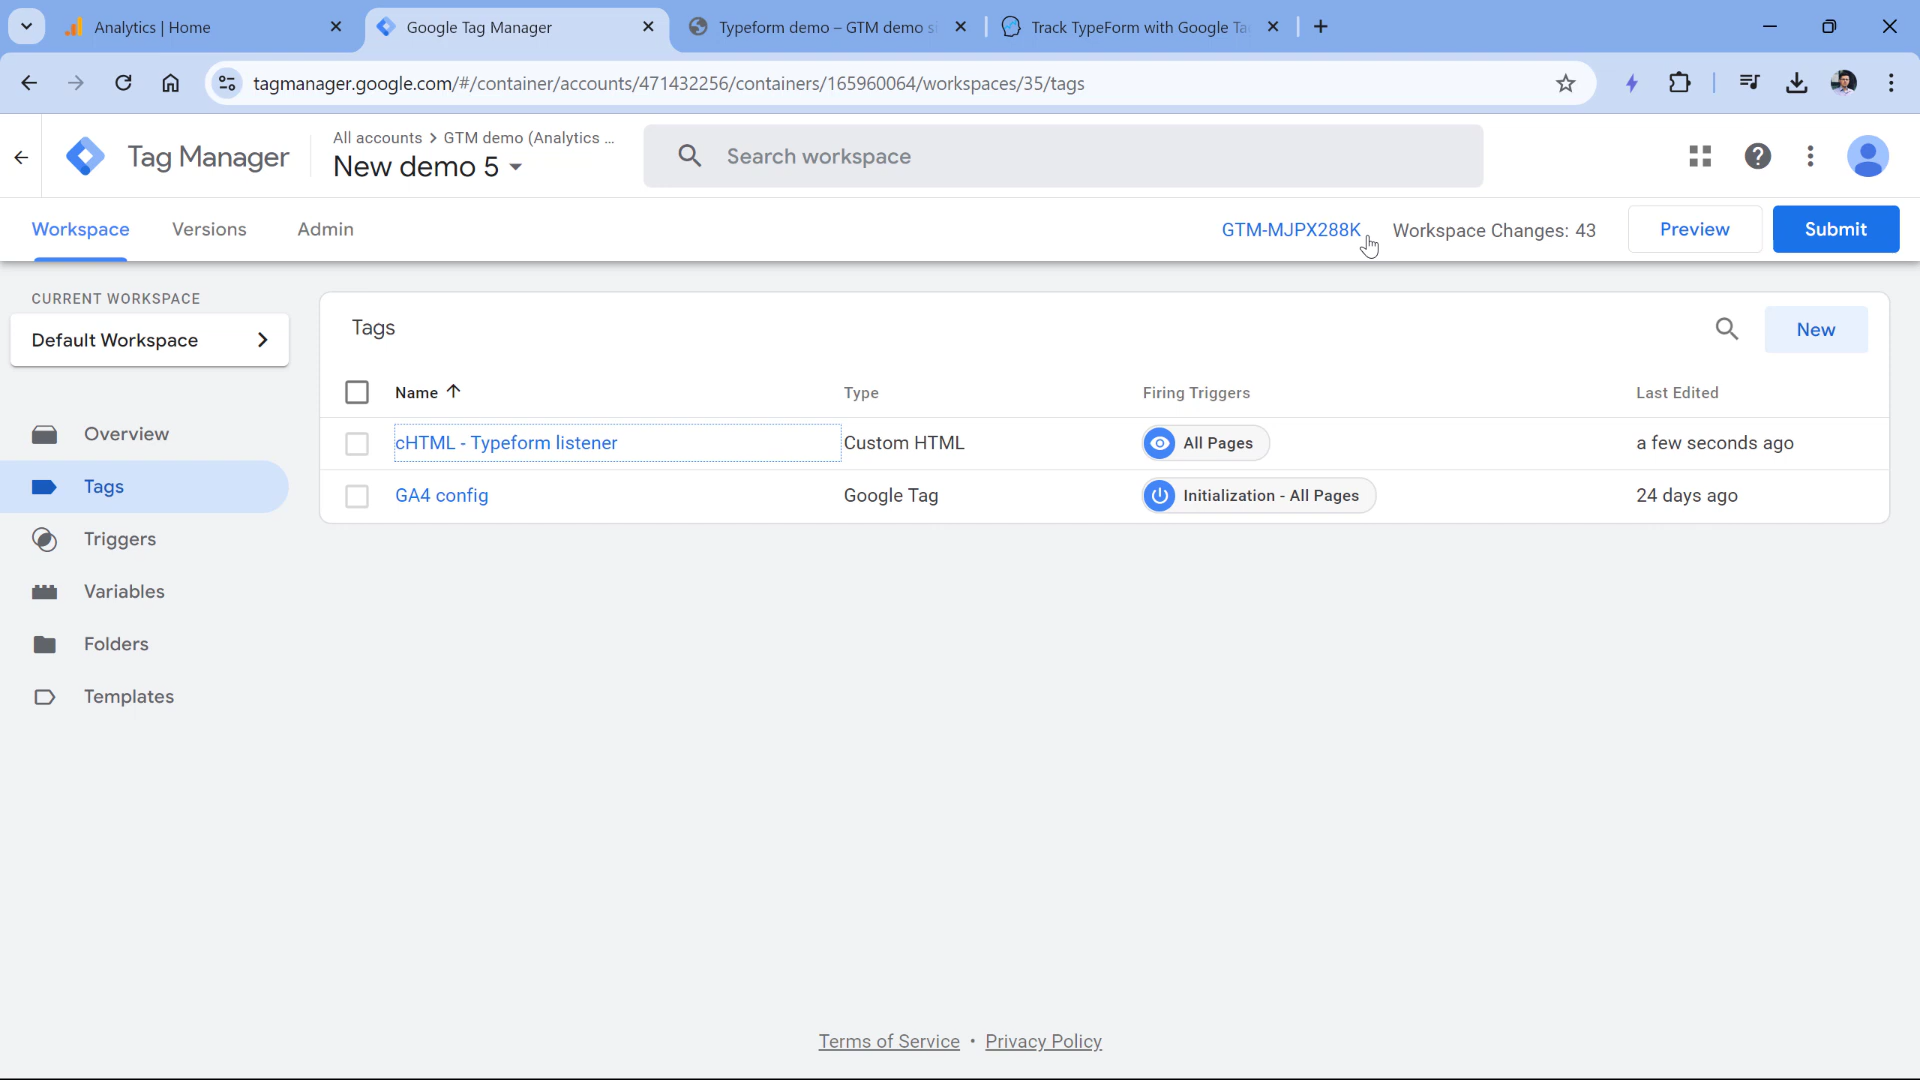 Analytics | Home
Google Tag Manager
Typeform demo – GTM demo s
Track TypeForm with Google Ta
tagmanager.google.com/#/container/accounts/471432256/containers/165960064/workspaces/35/tags
Tag Manager
All accounts > GTM demo (Analytics ...
New demo 5
Search workspace
Workspace
Versions
Admin
GTM-MJPX288K
Workspace Changes: 43
Preview
Submit
CURRENT WORKSPACE
Default Workspace
Overview
Tags
Triggers
Variables
Folders
Templates
Tags
New
Name
Type
Firing Triggers
Last Edited
cHTML - Typeform listener
Custom HTML
All Pages
a few seconds ago
GA4 config
Google Tag
Initialization - All Pages
24 days ago
Terms of Service • Privacy Policy